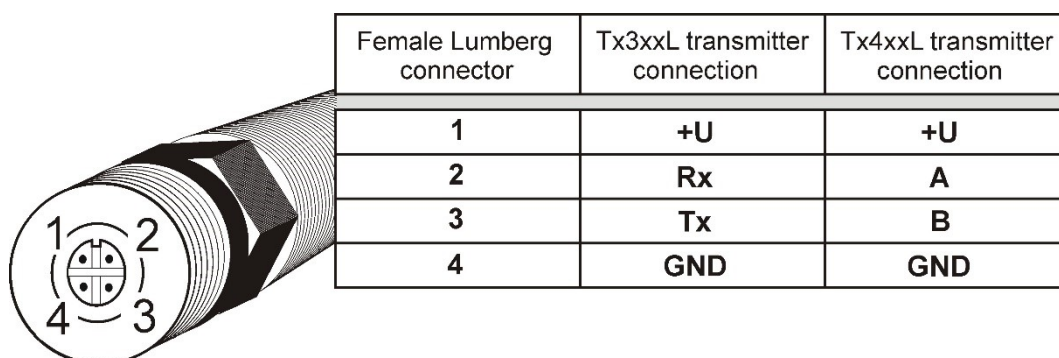 Female Lumberg connector
Tx3xxL transmitter connection
Tx4xxL transmitter connection
1 +U +U
2 Rx A
3 Tx B
4 GND GND
1 2
4 3